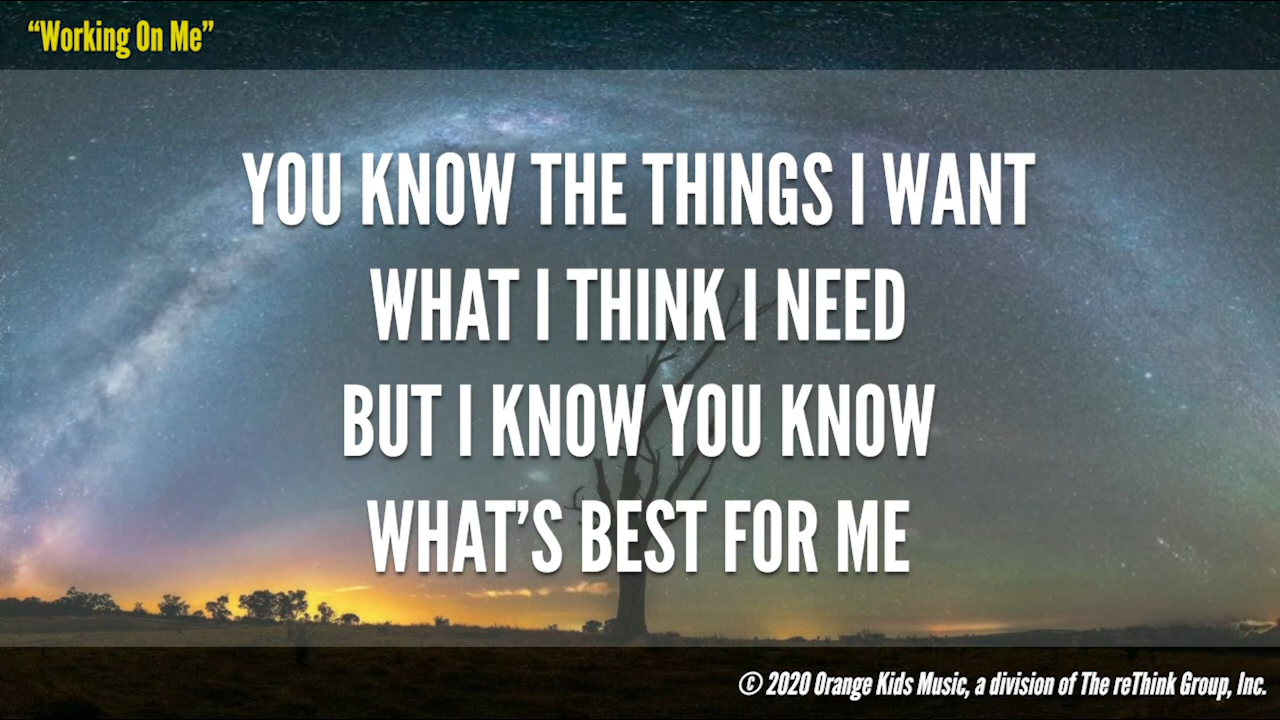 “Working On Me”
YOU KNOW THE THINGS I WANT
WHAT I THINK I NEED
BUT I KNOW YOU KNOW
WHAT’S BEST FOR ME
© 2020 Orange Kids Music, a division of The reThink Group, Inc.